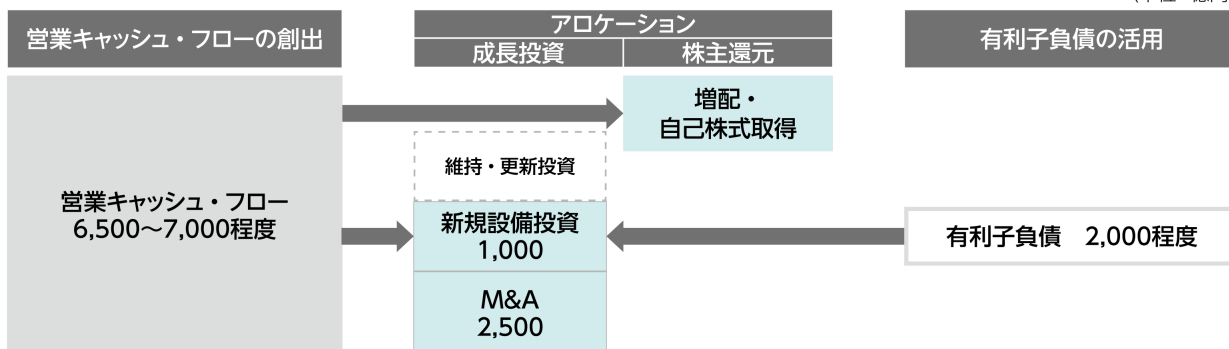 営業キャッシュ・フローの創出
アロケーション
成長投資
株主還元
有利子負債の活用
増配・
自己株式取得
維持・更新投資
営業キャッシュ・フロー
6,500～7,000程度
新規設備投資
1,000
有利子負債 2,000程度
M&A
2,500